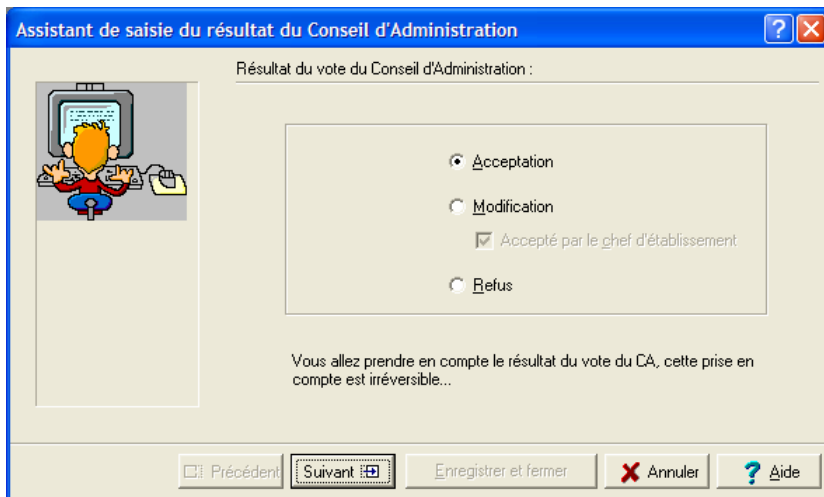 Assistant de saisie du résultat du Conseil d'Administration
Résultat du vote du Conseil d'Administration :
Acceptation
Modification
Accepté par le chef d'établissement
Refus
Vous allez prendre en compte le résultat du vote du CA, cette prise en
compte est irréversible...
Précédent Suivant Enregistrer et fermer Annuler ? Aide